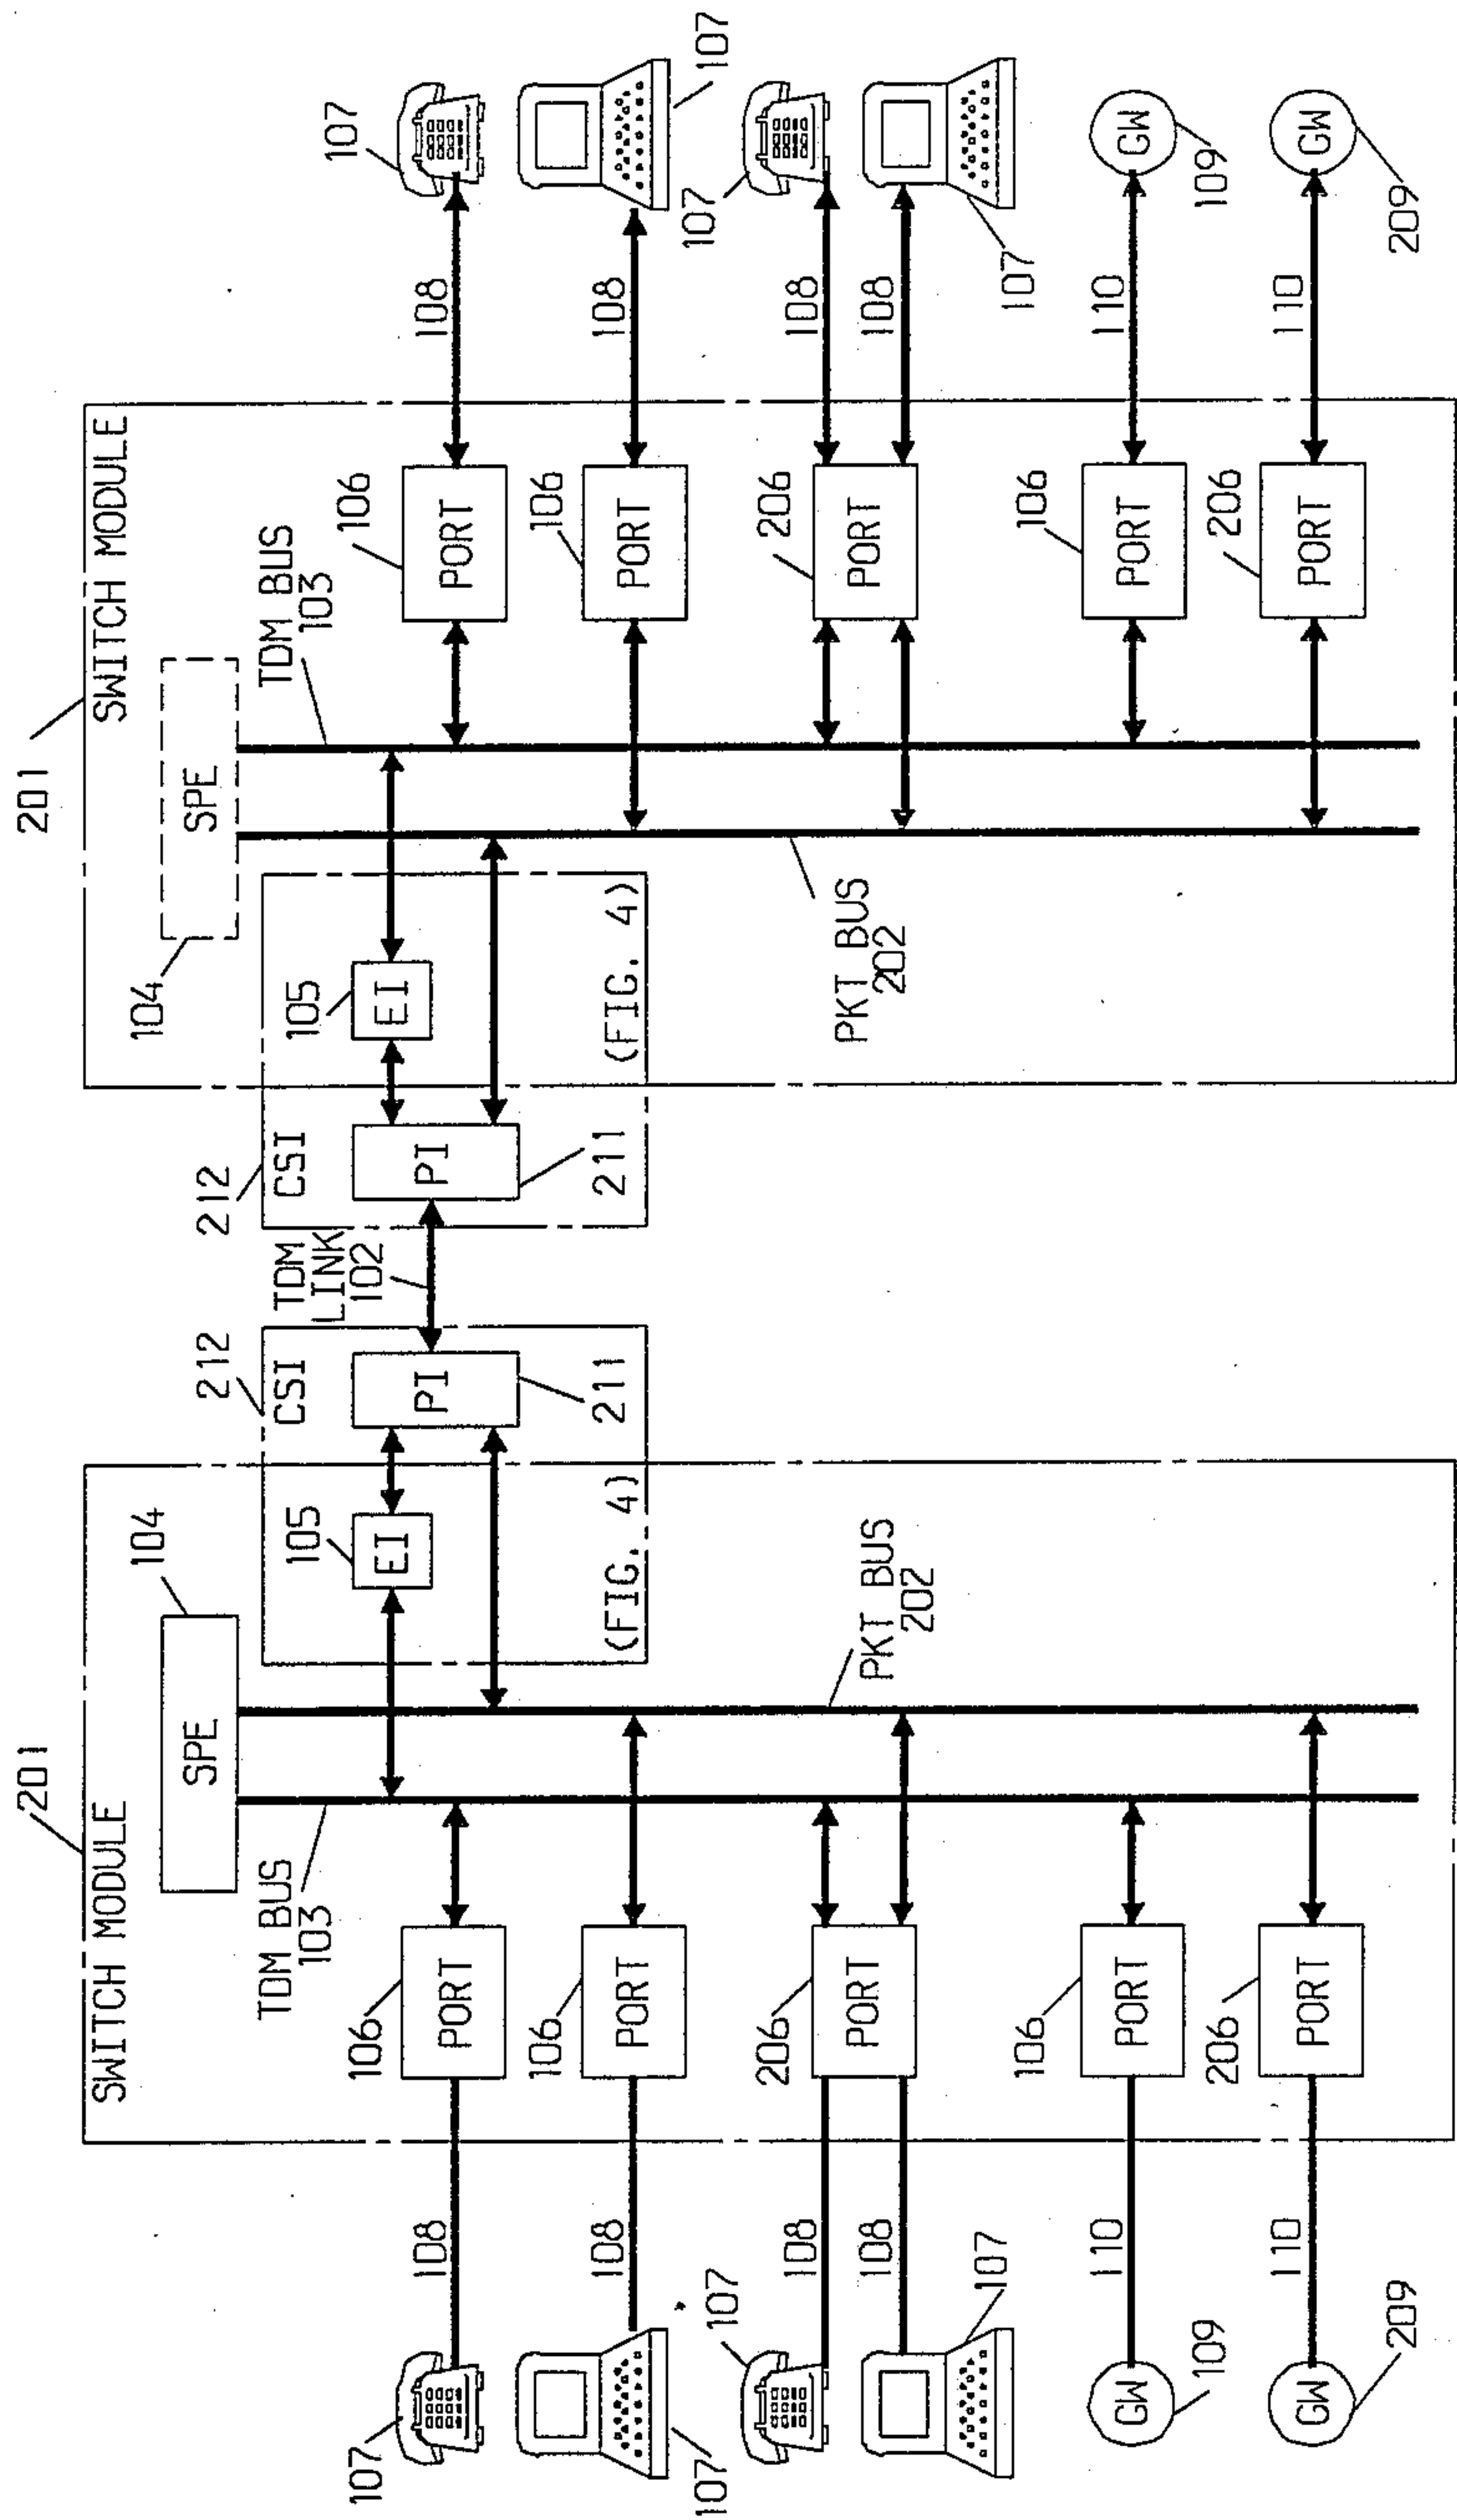 201
201
SWITCH MODULE
SWITCH MODULE
104
104
SPE
212
212
SPE
TDM BUS
103
CSI
TDM
LINK
102
CSI
TDM BUS
103
105
105
107
106
106
107
EI
EI
108
PI
PI
108
PORT
PORT
106
106
108
(FIG. 4)
211
211
(FIG. 4)
108
PORT
PORT
107
107
107
107
206
206
108
108
PORT
PKT BUS
202
PKT BUS
202
PORT
108
108
107
107
106
106
110
110
GW
PORT
PORT
GW
109
206
206
109
110
110
GW
PORT
PORT
GW
209
209